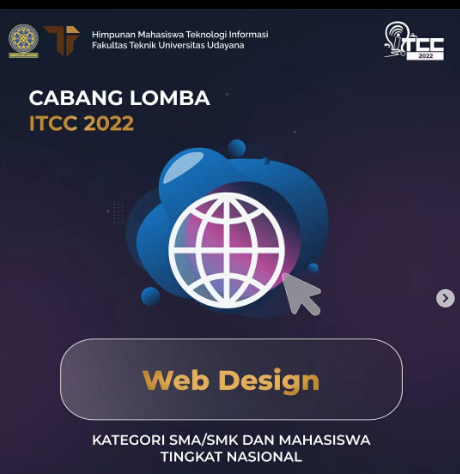 Himpunan Mahasiswa Teknologi Informasi
Fakultas Teknik Universitas Udayana
ITCC
2022
CABANG LOMBA
ITCC 2022
Web Design
KATEGORI SMA/SMK DAN MAHASISWA
TINGKAT NASIONAL